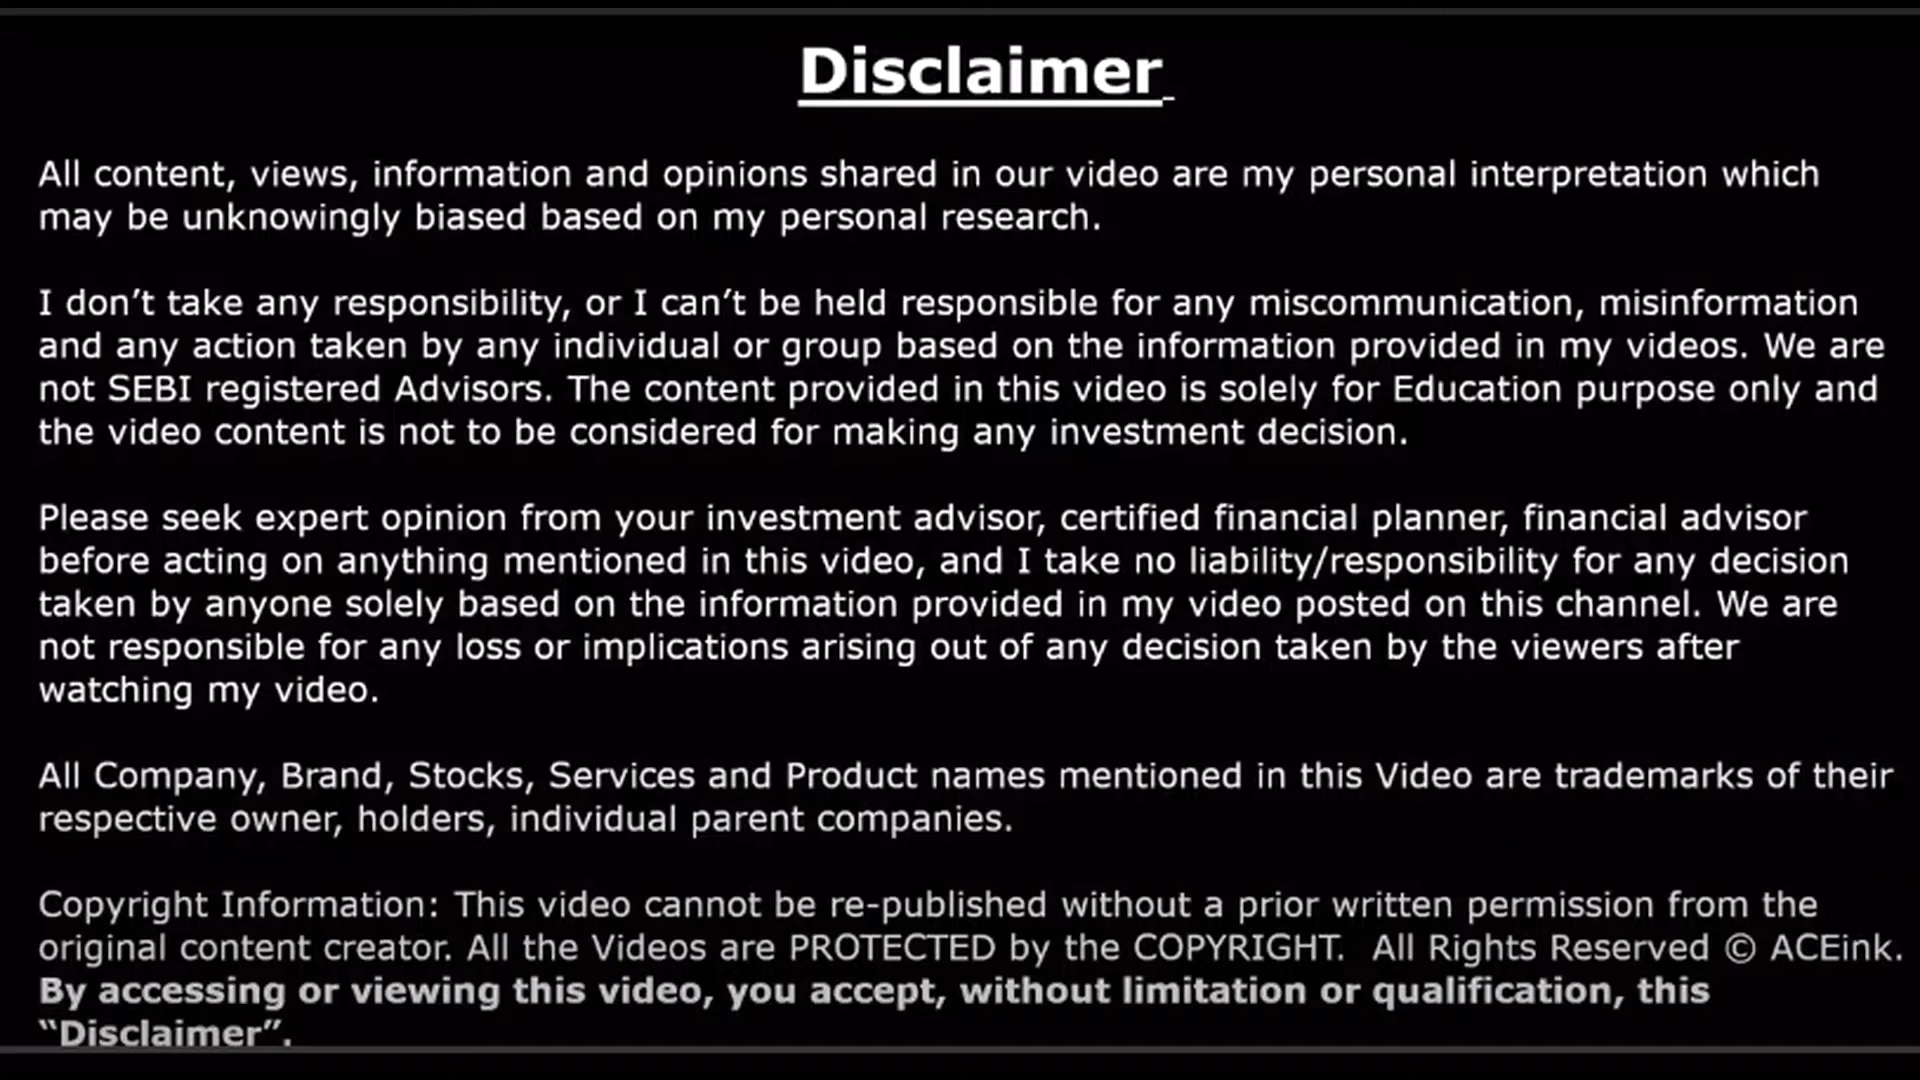 Disclaimer
All content, views, information and opinions shared in our video are my personal interpretation which
may be unknowingly biased based on my personal research.
I don’t take any responsibility, or I can’t be held responsible for any miscommunication, misinformation
and any action taken by any individual or group based on the information provided in my videos. We are
not SEBI registered Advisors. The content provided in this video is solely for Education purpose only and
the video content is not to be considered for making any investment decision.
Please seek expert opinion from your investment advisor, certified financial planner, financial advisor
before acting on anything mentioned in this video, and I take no liability/responsibility for any decision
taken by anyone solely based on the information provided in my video posted on this channel. We are
not responsible for any loss or implications arising out of any decision taken by the viewers after
watching my video.
All Company, Brand, Stocks, Services and Product names mentioned in this Video are trademarks of their
respective owner, holders, individual parent companies.
Copyright Information: This video cannot be re-published without a prior written permission from the
original content creator. All the Videos are PROTECTED by the COPYRIGHT.  All Rights Reserved © ACEink.
By accessing or viewing this video, you accept, without limitation or qualification, this
“Disclaimer”.